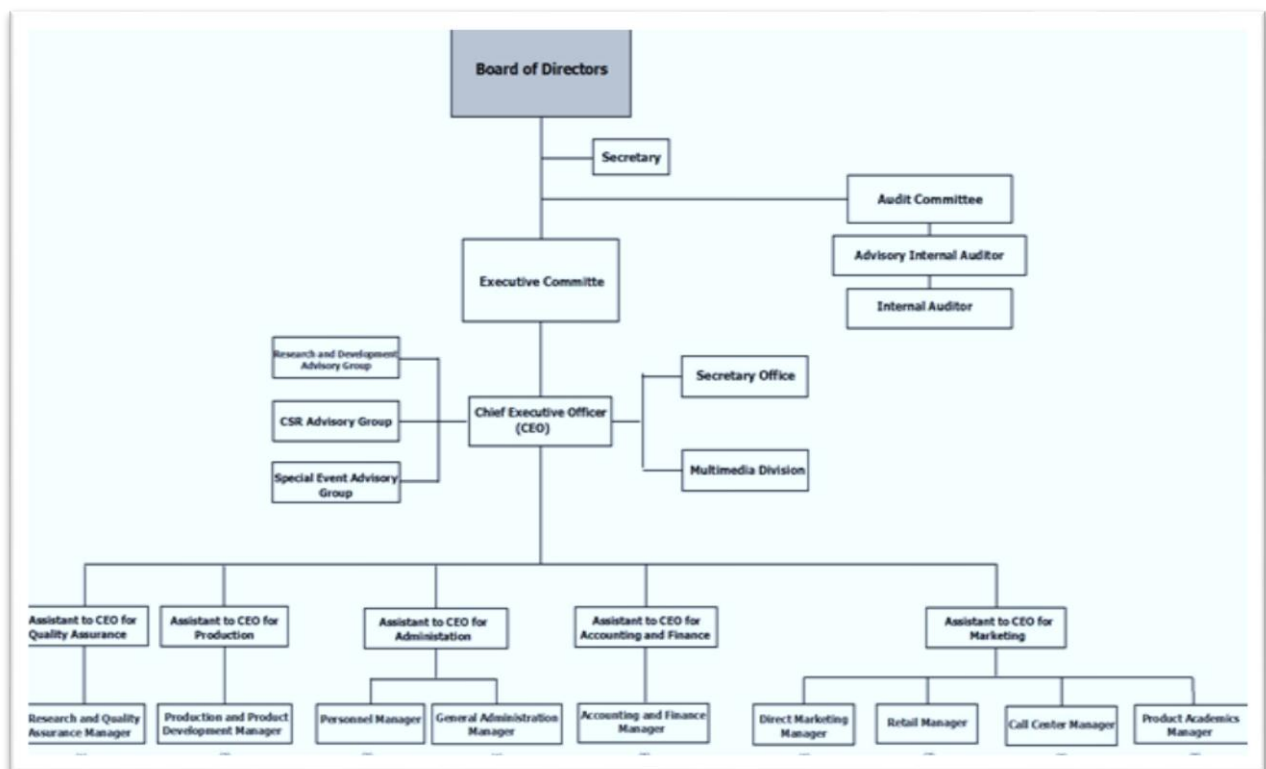 Board of Directors
Secretary
Audit Committee
Advisory Internal Auditor
Internal Auditor
Executive Committe
Research and Development
Advisory Group
CSR Advisory Group
Special Event Advisory
Group
Chief Executive Officer
(CEO)
Secretary Office
Multimedia Division
Assistant to CEO for
Quality Assurance
Assistant to CEO for
Production
Assistant to CEO for
Administation
Assistant to CEO for
Accounting and Finance
Assistant to CEO for
Marketing
Research and Quality
Assurance Manager
Production and Product
Development Manager
Personnel Manager
General Administration
Manager
Accounting and Finance
Manager
Direct Marketing
Manager
Retail Manager
Call Center Manager
Product Academics
Manager